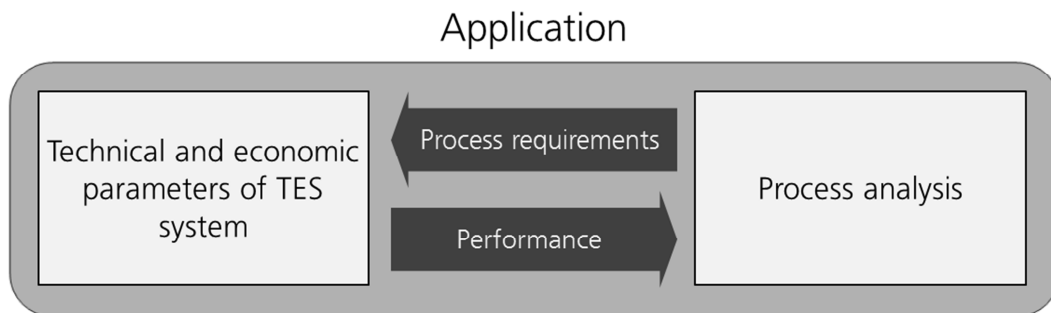 Application
Technical and economic
parameters of TES
system
Process requirements
Performance
Process analysis